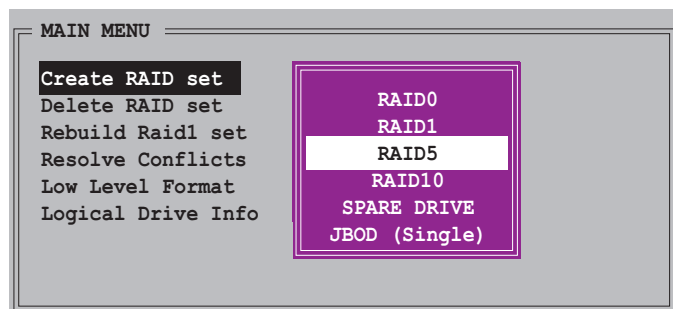 MAIN MENU
Create RAID set
Delete RAID set
Rebuild Raid1 set
Resolve Conflicts
Low Level Format
Logical Drive Info
RAID0
RAID1
RAID5
RAID10
SPARE DRIVE
JBOD (Single)